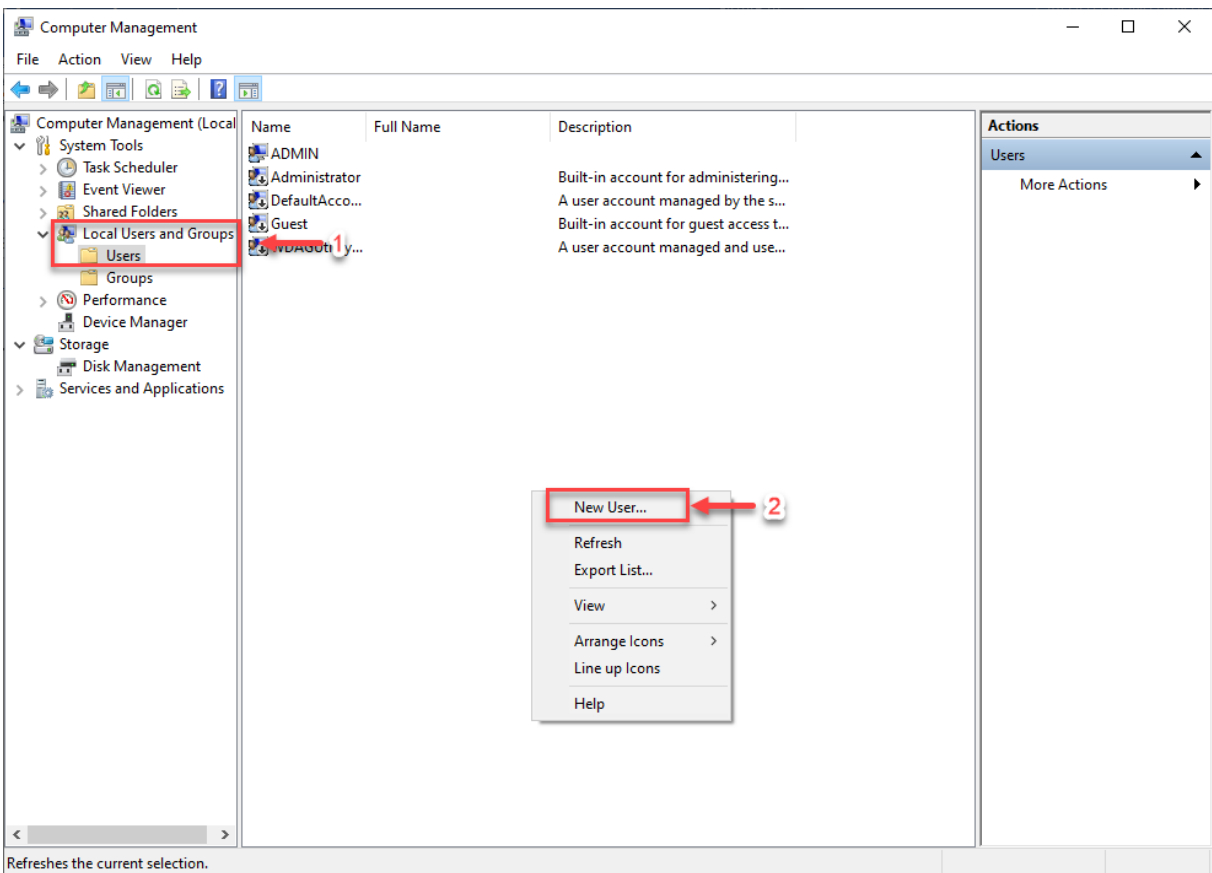 Computer Management
File Action View Help
Computer Management (Local
System Tools
Task Scheduler
Event Viewer
Shared Folders
Local Users and Groups
Users
Groups
Performance
Device Manager
Storage
Disk Management
Services and Applications
Name Full Name Description
ADMIN
Administrator Built-in account for administering...
DefaultAcco... A user account managed by the s...
Guest Built-in account for guest access t...
A user account managed and use...
1
New User...
2
Refresh
Export List...
View
Arrange Icons
Line up Icons
Help
Actions
Users
More Actions
Refreshes the current selection.